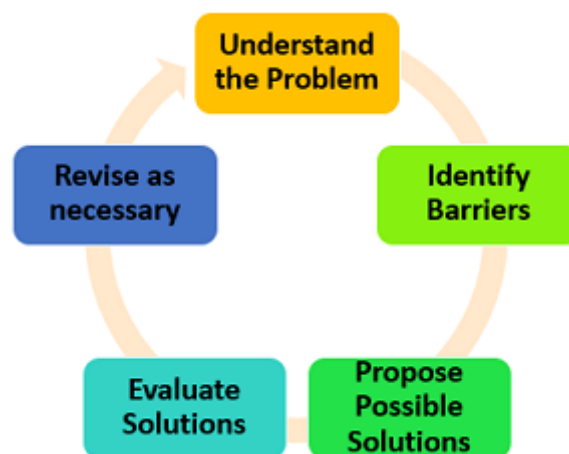 Understand
the Problem
Identify
Barriers
Propose
Possible
Solutions
Evaluate
Solutions
Revise as
necessary